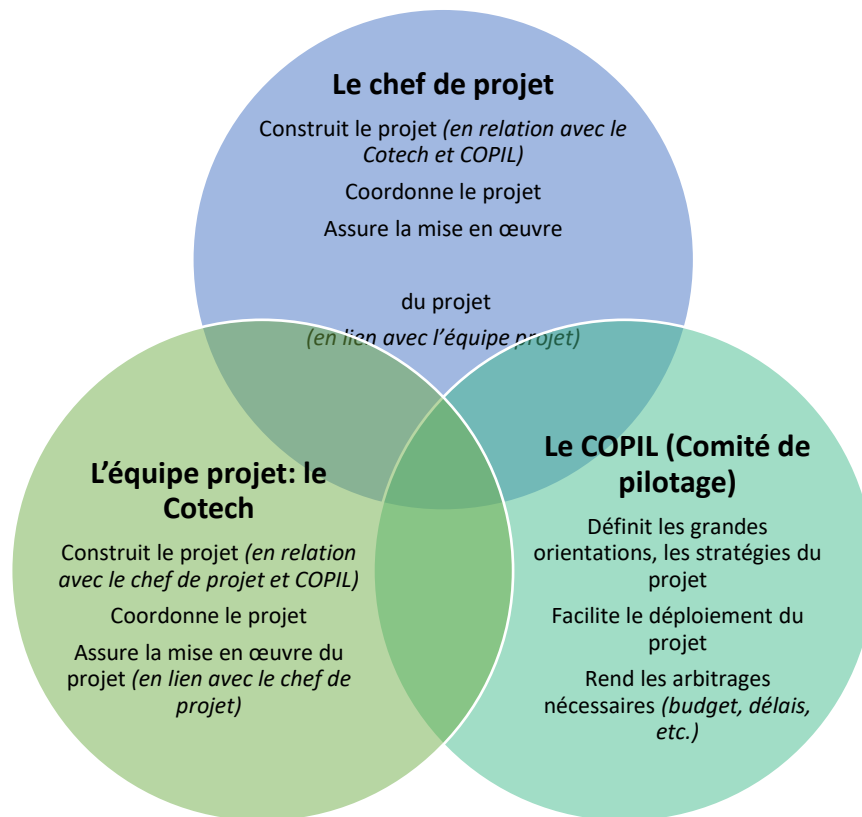 Le chef de projet
Construit le projet (en relation avec le
Cotech et COPIL)
Coordonne le projet
Assure la mise en œuvre
du projet
(en lien avec l’équipe projet)
L’équipe projet: le
Cotech
Construit le projet (en relation
avec le chef de projet et COPIL)
Coordonne le projet
Assure la mise en œuvre du
projet (en lien avec le chef de
projet)
Le COPIL (Comité de
pilotage)
Définit les grandes
orientations, les stratégies du
projet
Facilite le déploiement du
projet
Rend les arbitrages
nécessaires (budget, délais,
etc.)